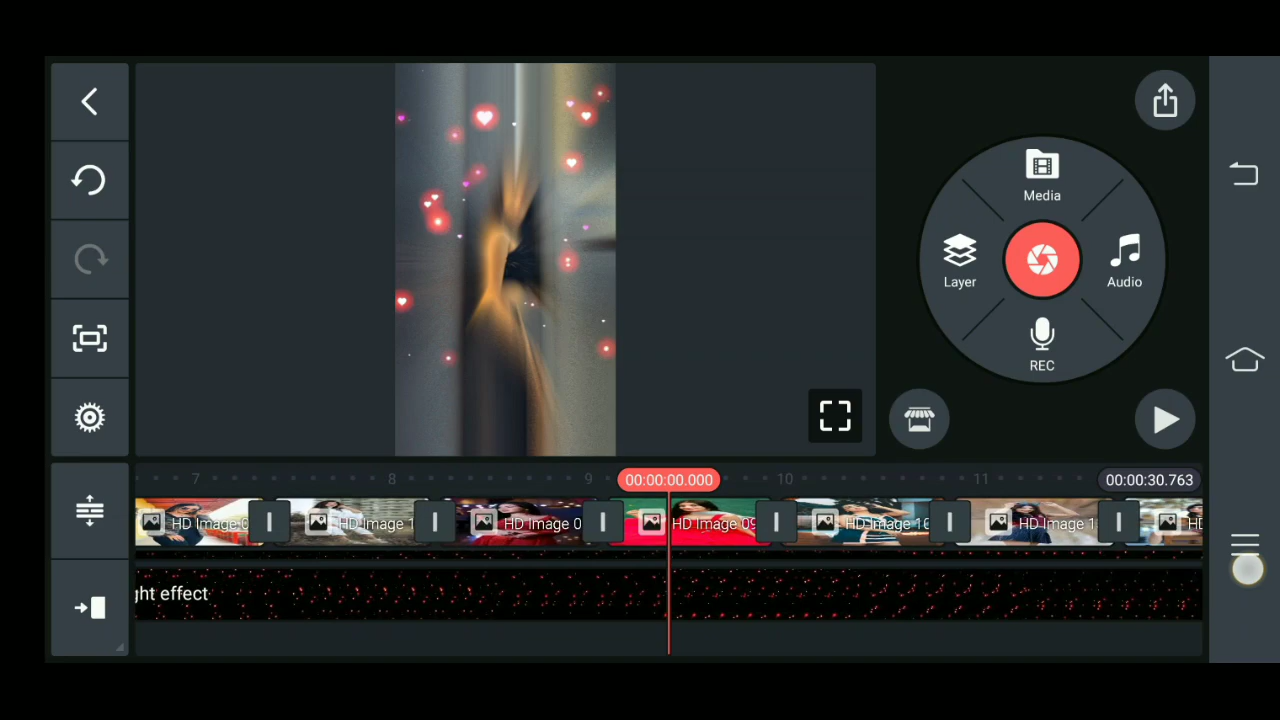 Media
Layer
Audio
REC
7
8
9
00:00:00.000
10
11
00:00:30.763
HD Image 0
HD Image 1
HD Image 0
HD Image 09
HD Image 10
HD Image 1
HD
ght effect